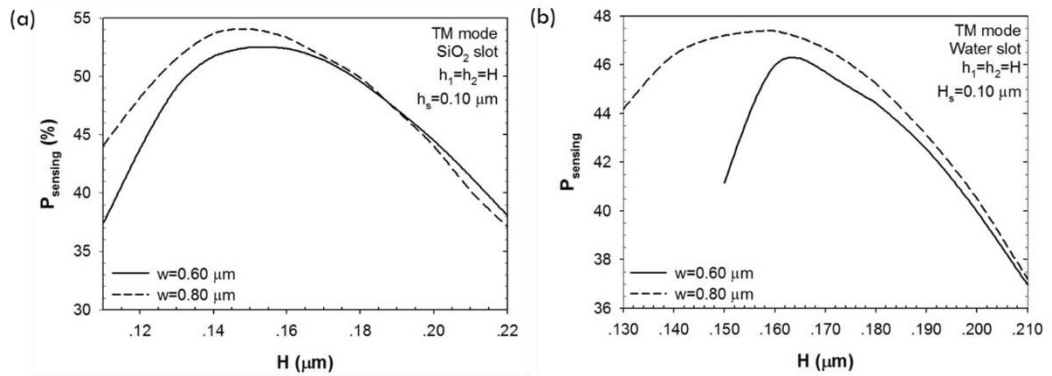 (a)
55
50
45
40
35
30
P_sensing (%)
TM mode
SiO₂ slot
h₁=h₂=H
hₛ=0.10 μm
w=0.60 μm
w=0.80 μm
.12 .14 .16 .18 .20 .22
H (μm)
(b)
48
46
44
42
40
38
36
P_sensing
TM mode
Water slot
h₁=h₂=H
Hₛ=0.10 μm
w=0.60 μm
w=0.80 μm
.130 .140 .150 .160 .170 .180 .190 .200 .210
H (μm)